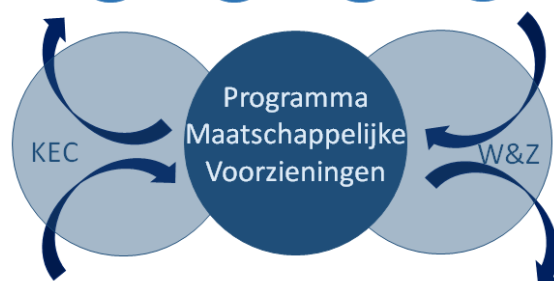 Programma
Maatschappelijke
Voorzieningen
KEC
W&Z